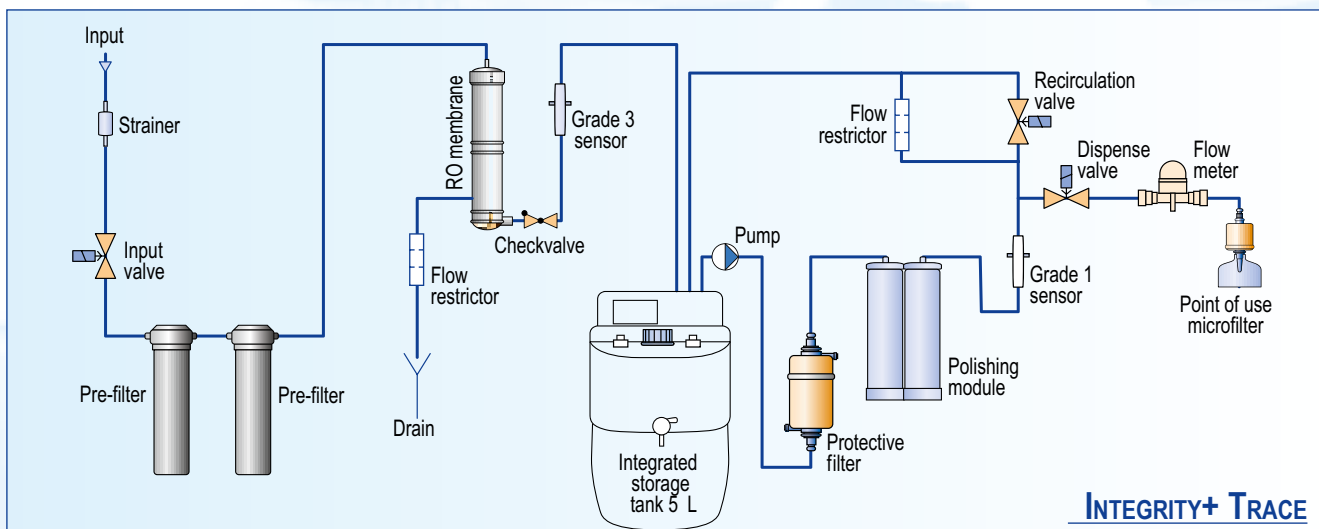 Input
Strainer
Input
valve
Pre-filter
Pre-filter
RO membrane
Flow
restrictor
Drain
Checkvalve
Grade 3
sensor
Integrated
storage
tank 5 L
Pump
Protective
filter
Polishing
module
Grade 1
sensor
Flow
restrictor
Recirculation
valve
Dispense
valve
Flow
meter
Point of use
microfilter
INTEGRITY+ TRACE